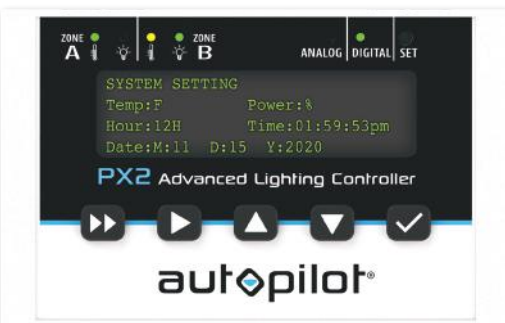 ZONE A
ZONE B
ANALOG DIGITAL SET
SYSTEM SETTING
Temp:F Power:%
Hour:12H Time:01:59:53pm
Date:M:11 D:15 Y:2020
PX2 Advanced Lighting Controller
autopilot®